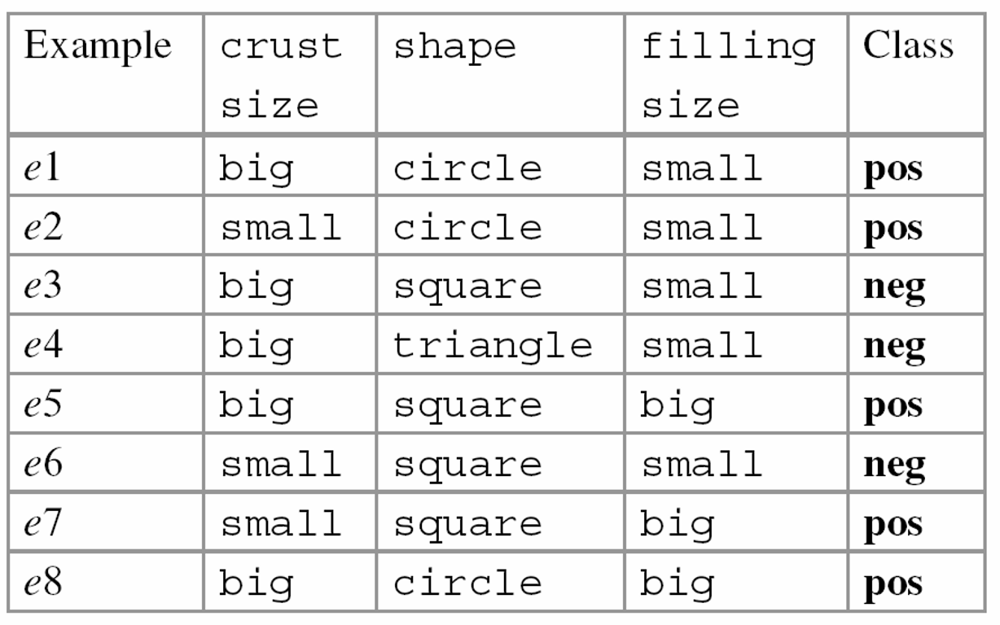 Example crust size shape filling size Class
e1 big circle small pos
e2 small circle small pos
e3 big square small neg
e4 big triangle small neg
e5 big square big pos
e6 small square small neg
e7 small square big pos
e8 big circle big pos